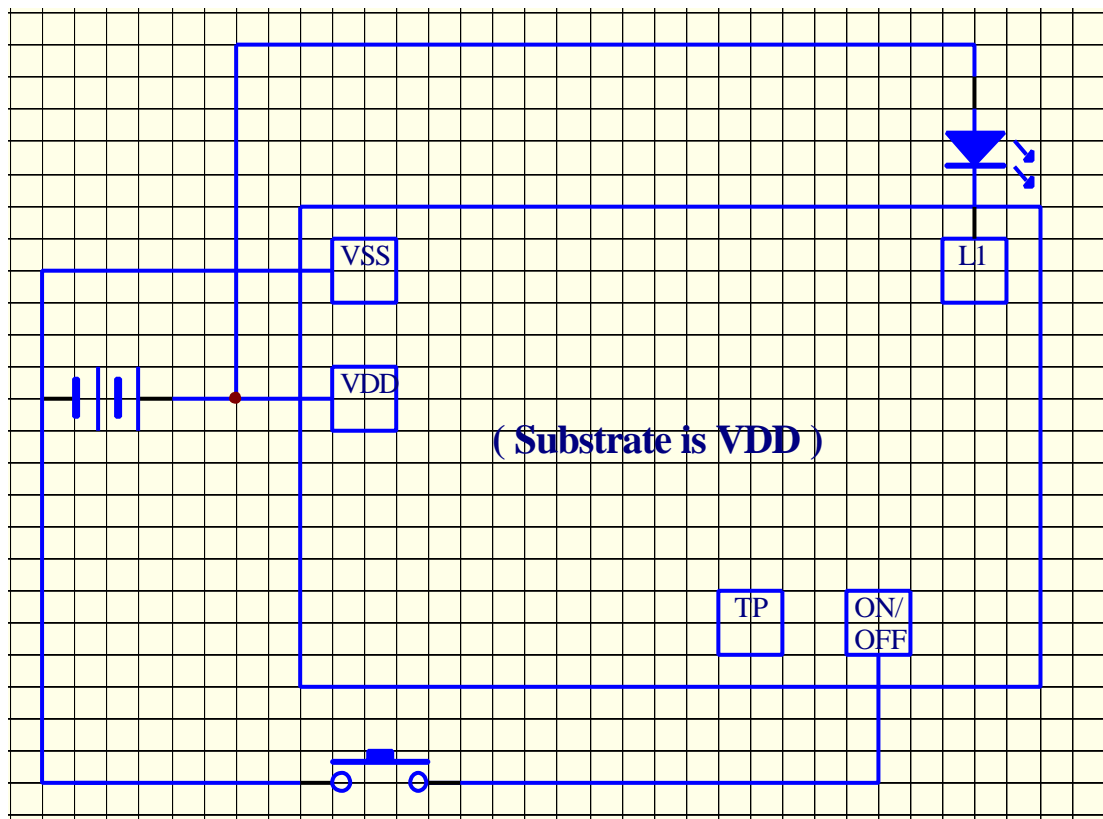 VSS
L1
VDD
( Substrate is VDD )
TP
ON/
OFF